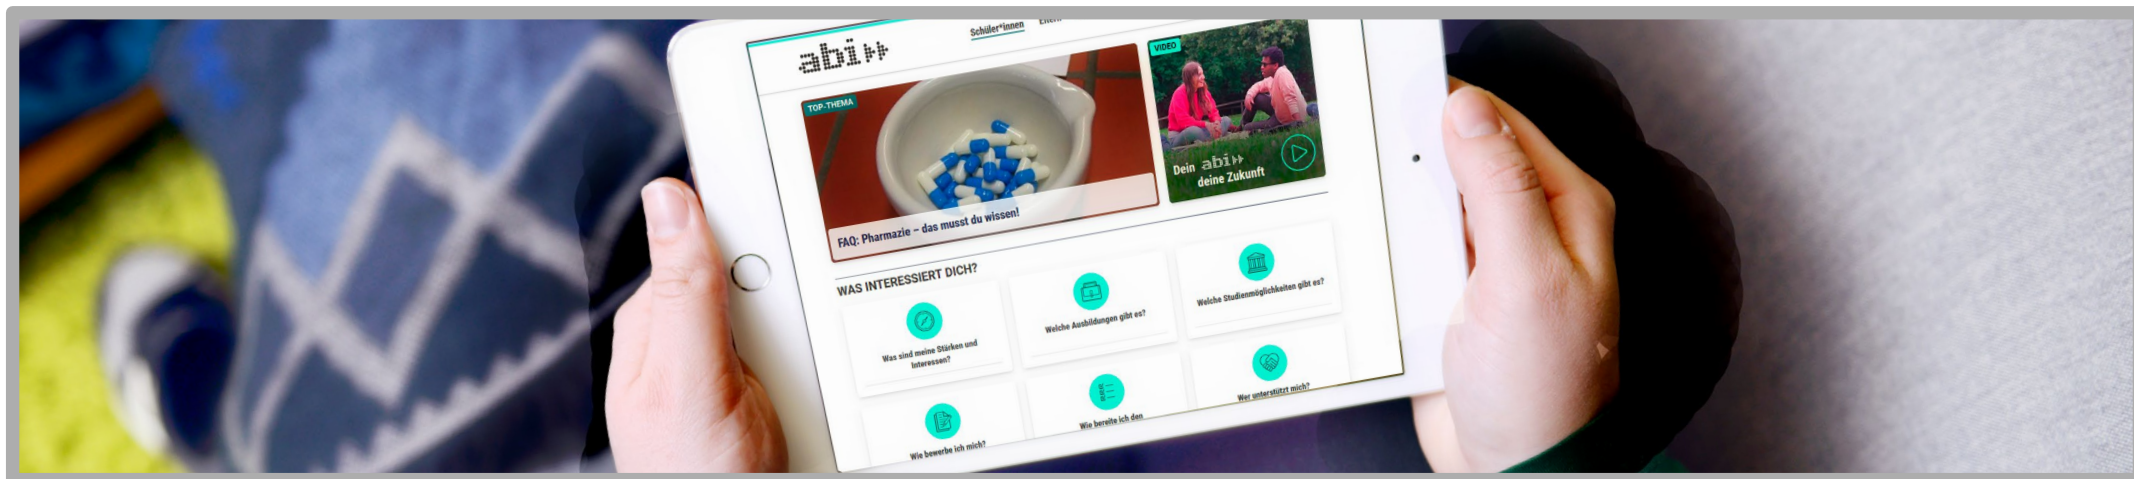 abi
Schüler*innen
TOP-THEMA
VIDEO
FAQ: Pharmazie – das musst du wissen!
Dein abi
deine Zukunft
WAS INTERESSIERT DICH?
Was sind meine Stärken und
Interessen?
Welche Ausbildungen gibt es?
Welche Studienmöglichkeiten gibt es?
Wie bewerbe ich mich?
Wie bereite ich den
Wer unterstützt mich?